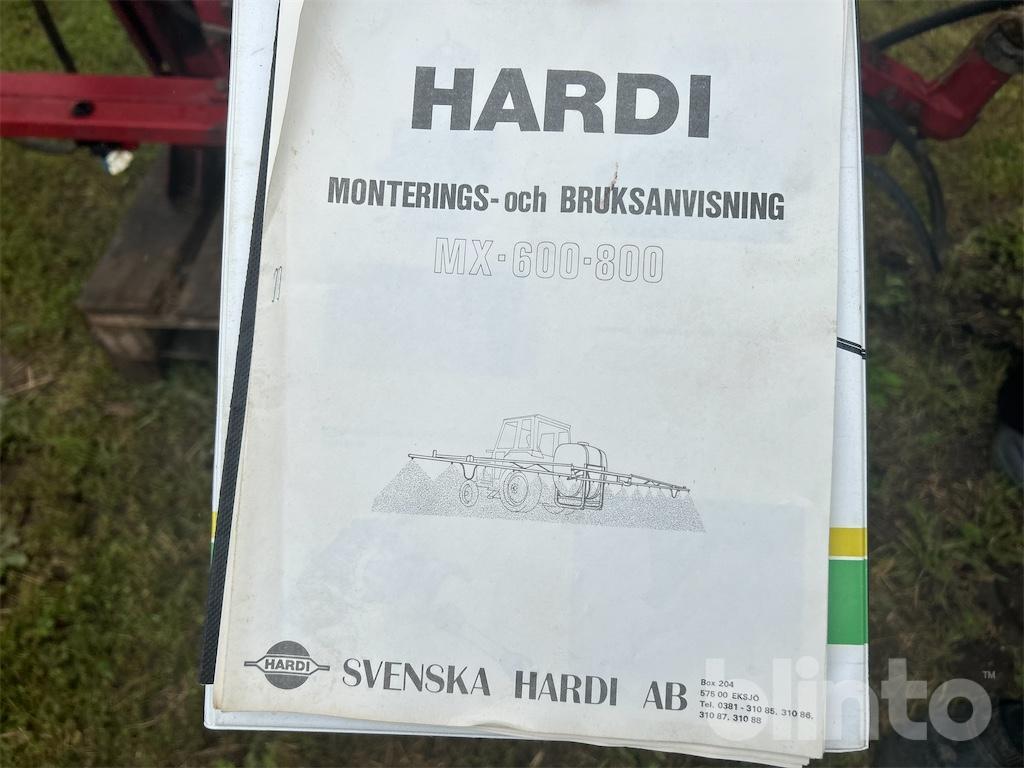 HARDI
MONTERINGS- och BRUKSANVISNING
MX·600·800
HARDI
SVENSKA HARDI AB
Box 204
575 00 EKSJÖ
Tel. 0381 - 310 85, 310 86,
310 87, 310 88
blinto™